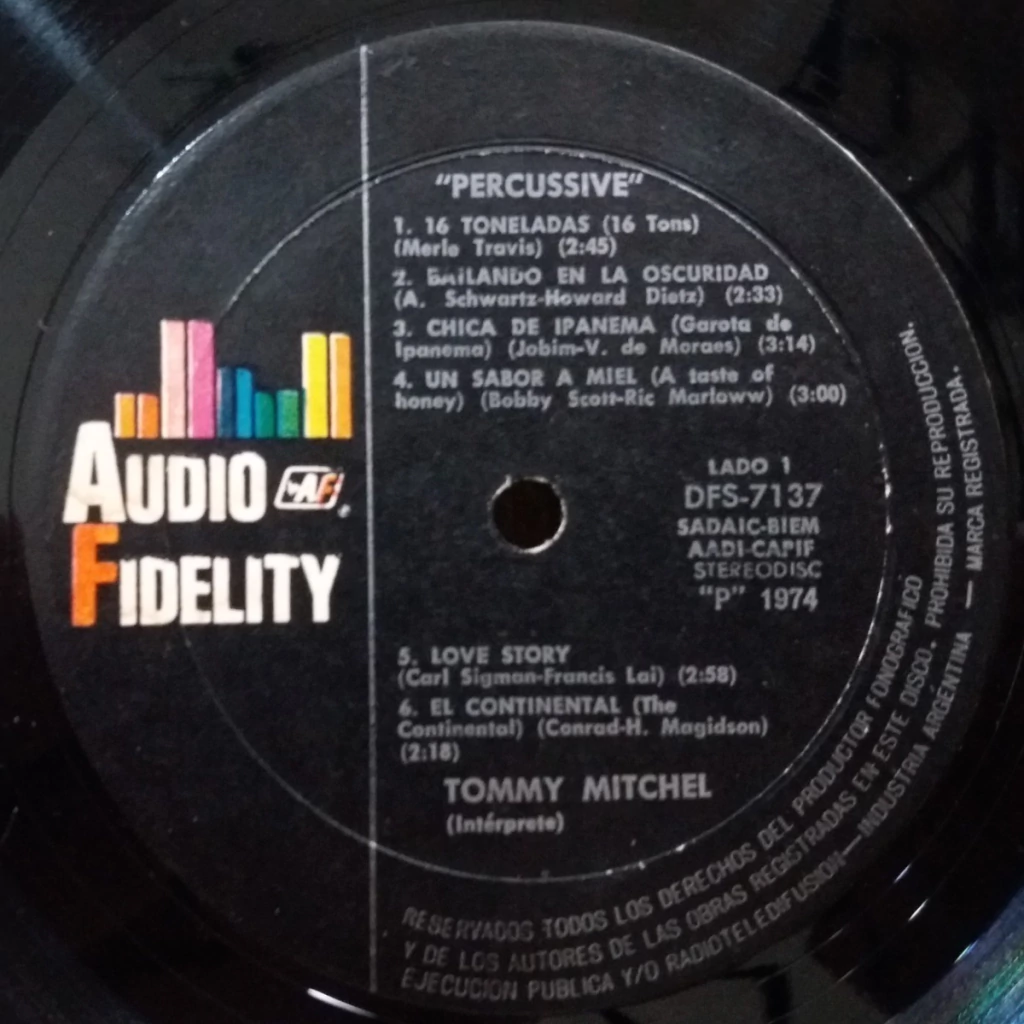 "PERCUSSIVE"
1. 16 TONELADAS (16 Tons)
(Merle Travis) (2:45)
2. BAILANDO EN LA OSCURIDAD
(A. Schwartz-Howard Dietz) (2:33)
3. CHICA DE IPANEMA (Garota de
Ipanema) (Jobim-V. de Moraes) (3:14)
4. UN SABOR A MIEL (A taste of
honey) (Bobby Scott-Ric Marloww) (3:00)
AUDIO AF
FIDELITY
LADO 1
DFS-7137
SADAIC-BIEM
AADI-CAPIF
STEREODISC
"P" 1974
5. LOVE STORY
(Carl Sigman-Francis Lai) (2:58)
6. EL CONTINENTAL (The
Continental) (Conrad-H. Magidson)
(2:18)
TOMMY MITCHEL
(Intérprete)
RESERVADOS TODOS LOS DERECHOS DEL PRODUCTOR FONOGRAFICO
Y DE LOS AUTORES DE LAS OBRAS REGISTRADAS EN ESTE DISCO. PROHIBIDA SU REPRODUCCION.
EJECUCION PUBLICA Y/O RADIOTELEDIFUSION — INDUSTRIA ARGENTINA — MARCA REGISTRADA.